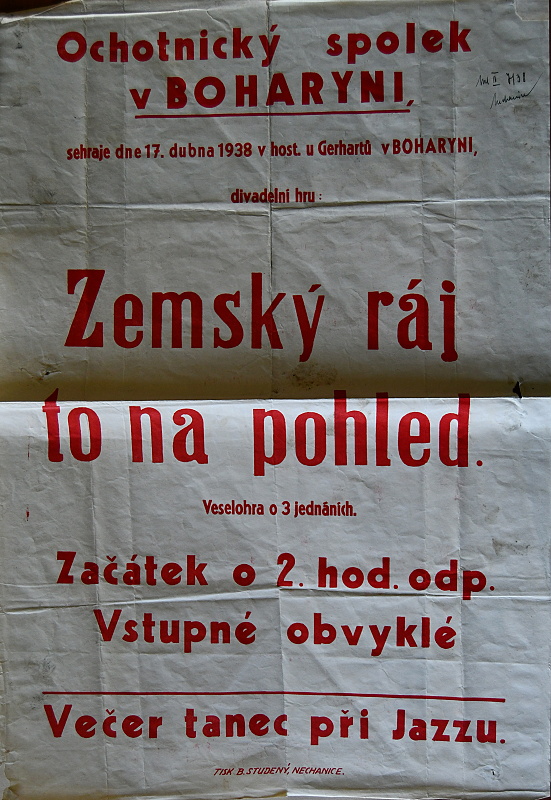 Ochotnický spolek
v BOHARYNI,
sehraje dne 17. dubna 1938 v host. u Gerhartů v BOHARYNI,
divadelní hru:
Zemský ráj
to na pohled.
Veselohra o 3 jednáních.
Začátek o 2. hod. odp.
Vstupné obvyklé
Večer tanec při Jazzu.
TISK B. STUDENÝ, NECHANICE.